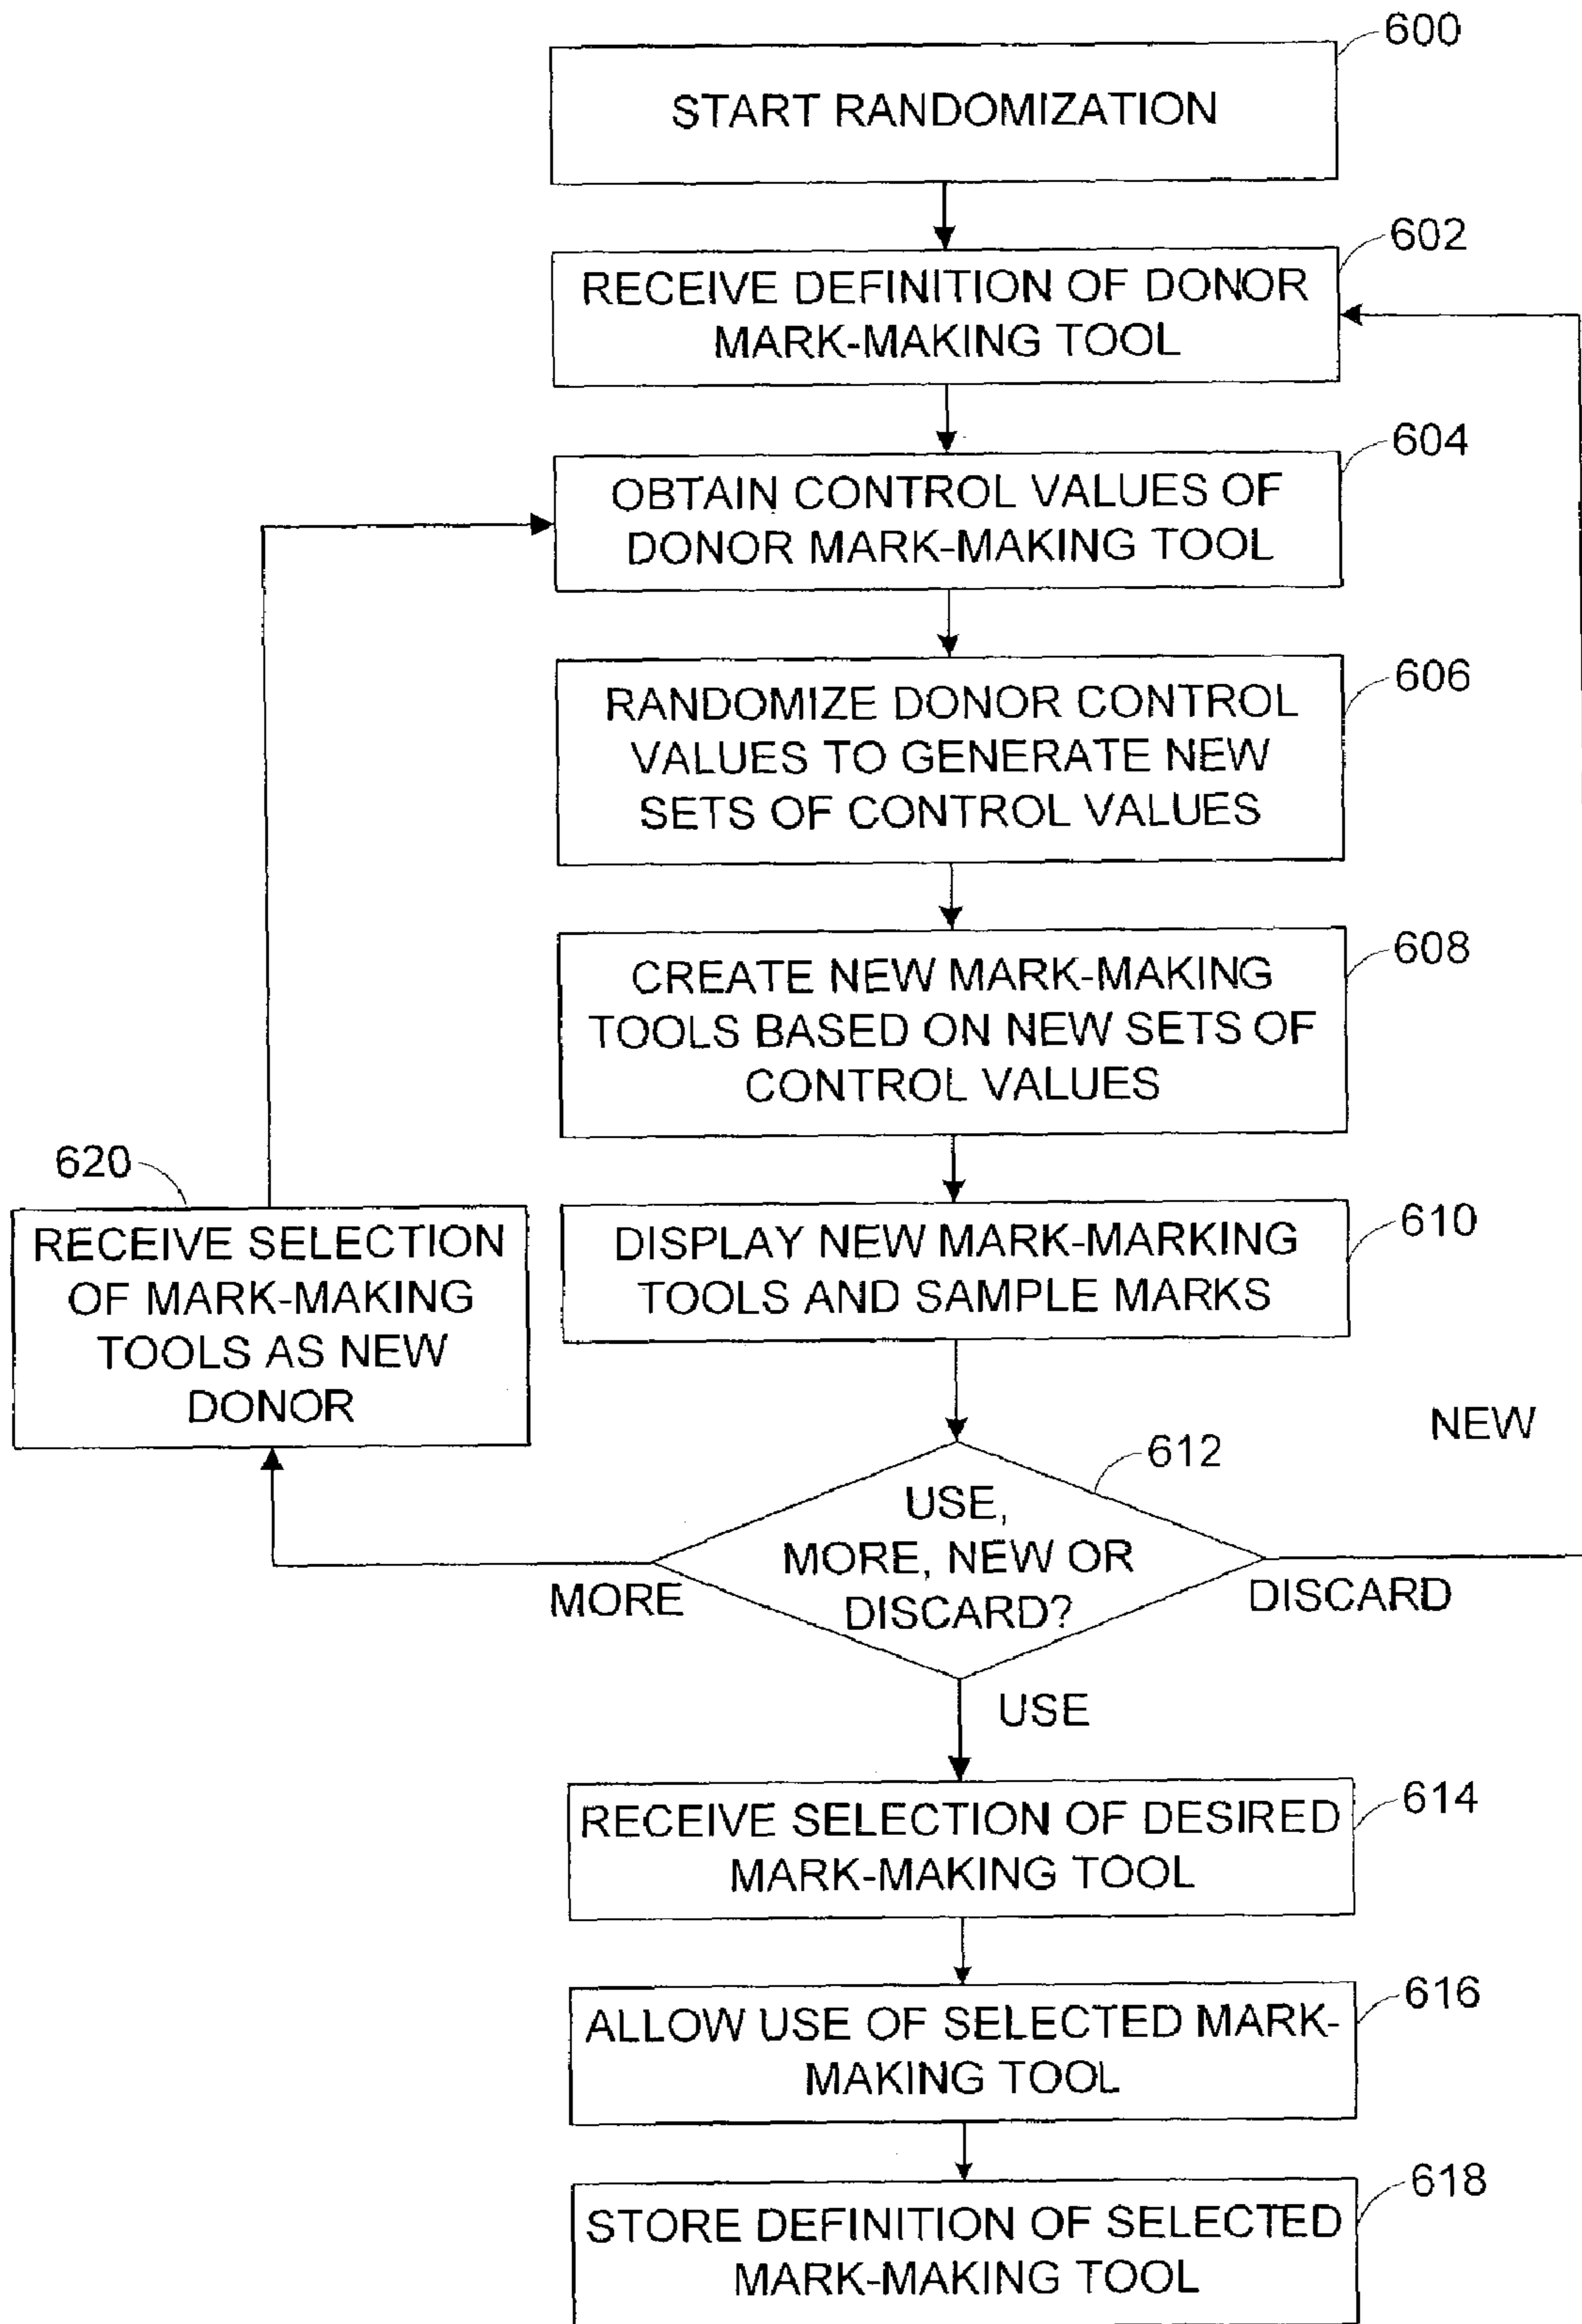 600
START RANDOMIZATION
602
RECEIVE DEFINITION OF DONOR
MARK-MAKING TOOL
604
OBTAIN CONTROL VALUES OF
DONOR MARK-MAKING TOOL
606
RANDOMIZE DONOR CONTROL
VALUES TO GENERATE NEW
SETS OF CONTROL VALUES
608
CREATE NEW MARK-MAKING
TOOLS BASED ON NEW SETS OF
CONTROL VALUES
620
RECEIVE SELECTION
OF MARK-MAKING
TOOLS AS NEW
DONOR
610
DISPLAY NEW MARK-MARKING
TOOLS AND SAMPLE MARKS
NEW
612
USE,
MORE, NEW OR
DISCARD?
MORE
DISCARD
USE
614
RECEIVE SELECTION OF DESIRED
MARK-MAKING TOOL
616
ALLOW USE OF SELECTED MARK-
MAKING TOOL
618
STORE DEFINITION OF SELECTED
MARK-MAKING TOOL